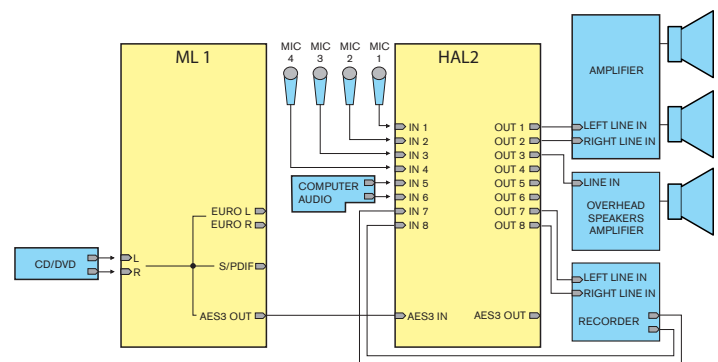 ML 1
MIC 4
MIC 3
MIC 2
MIC 1
HAL2
AMPLIFIER
LEFT LINE IN
RIGHT LINE IN
IN 1
IN 2
IN 3
IN 4
IN 5
IN 6
IN 7
IN 8
OUT 1
OUT 2
OUT 3
OUT 4
OUT 5
OUT 6
OUT 7
OUT 8
LINE IN
OVERHEAD
SPEAKERS
AMPLIFIER
COMPUTER
AUDIO
EURO L
EURO R
CD/DVD
L
R
S/PDIF
AES3 OUT
AES3 IN
AES3 OUT
LEFT LINE IN
RIGHT LINE IN
RECORDER